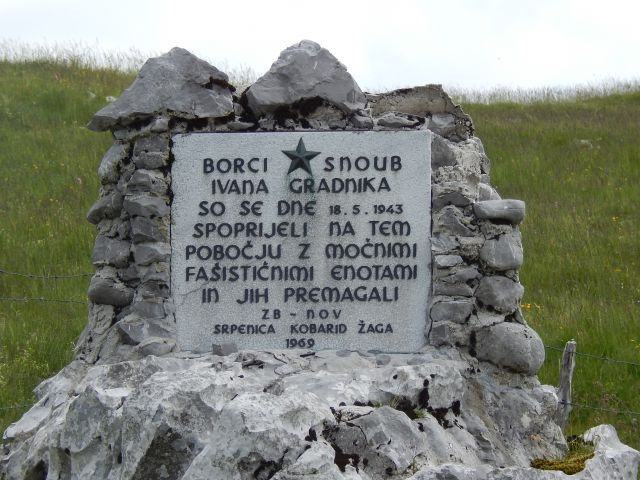 BORCI SNOUB
IVANA GRADNIKA
SO SE DNE 18.5.1943
SPOPRIJELI NA TEM
POBOČJU Z MOČNIMI
FAŠISTIČNIMI ENOTAMI
IN JIH PREMAGALI
ZB - NOV
SRPENICA KOBARID ŽAGA
1969